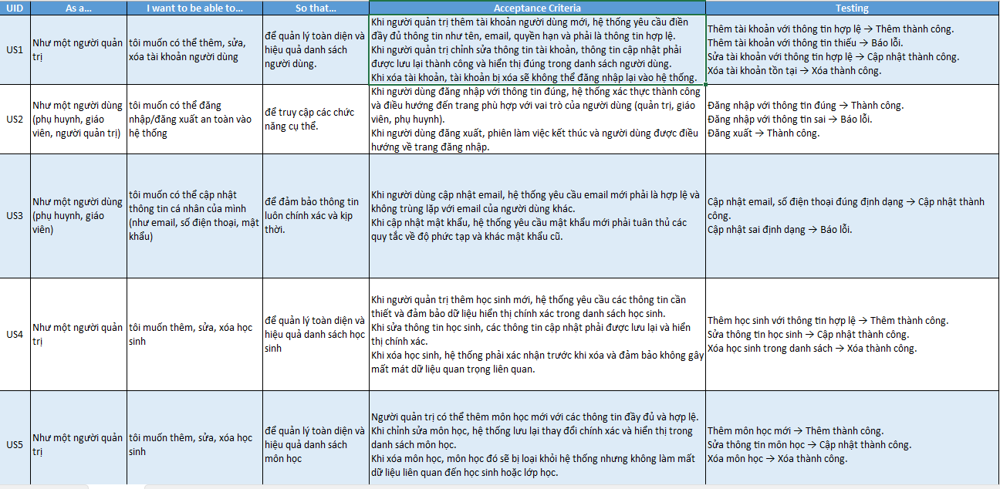 UID As a... I want to be able to... So that... Acceptance Criteria Testing
US1
Như một người quản
trị
tôi muốn có thể thêm, sửa,
xóa tài khoản người dùng
để quản lý toàn diện và
hiệu quả danh sách
người dùng.
Khi người quản trị thêm tài khoản người dùng mới, hệ thống yêu cầu điền
đầy đủ thông tin như tên, email, quyền hạn và phải là thông tin hợp lệ.
Khi người quản trị chỉnh sửa thông tin tài khoản, thông tin cập nhật phải
được lưu lại thành công và hiển thị đúng trong danh sách người dùng.
Khi xóa tài khoản, tài khoản bị xóa sẽ không thể đăng nhập lại vào hệ thống.
Thêm tài khoản với thông tin hợp lệ → Thêm thành công.
Thêm tài khoản với thông tin thiếu → Báo lỗi.
Sửa tài khoản với thông tin hợp lệ → Cập nhật thành công.
Xóa tài khoản tồn tại → Xóa thành công.
US2
Như một người dùng
(phụ huynh, giáo
viên, người quản trị)
tôi muốn có thể đăng
nhập/đăng xuất an toàn vào
hệ thống
để truy cập các chức
năng cụ thể.
Khi người dùng đăng nhập với thông tin đúng, hệ thống xác thực thành công
và điều hướng đến trang phù hợp với vai trò của người dùng (quản trị, giáo
viên, phụ huynh).
Khi người dùng đăng xuất, phiên làm việc kết thúc và người dùng được điều
hướng về trang đăng nhập.
Đăng nhập với thông tin đúng → Thành công.
Đăng nhập với thông tin sai → Báo lỗi.
Đăng xuất → Thành công.
US3
Như một người dùng
(phụ huynh, giáo
viên)
tôi muốn có thể cập nhật
thông tin cá nhân của mình
(như email, số điện thoại, mật
khẩu)
để đảm bảo thông tin
luôn chính xác và kịp
thời.
Khi người dùng cập nhật email, hệ thống yêu cầu email mới phải là hợp lệ và
không trùng lặp với email của người dùng khác.
Khi cập nhật mật khẩu, hệ thống yêu cầu mật khẩu mới phải tuân thủ các
quy tắc về độ phức tạp và khác mật khẩu cũ.
Cập nhật email, số điện thoại đúng định dạng → Cập nhật thành
công.
Cập nhật sai định dạng → Báo lỗi.
US4
Như một người quản
trị
tôi muốn thêm, sửa, xóa học
sinh
để quản lý toàn diện và
hiệu quả danh sách học
sinh
Khi người quản trị thêm học sinh mới, hệ thống yêu cầu các thông tin cần
thiết và đảm bảo dữ liệu hiển thị chính xác trong danh sách học sinh.
Khi sửa thông tin học sinh, các thông tin cập nhật phải được lưu lại và hiển
thị chính xác.
Khi xóa học sinh, hệ thống phải xác nhận trước khi xóa và đảm bảo không gây
mất mát dữ liệu quan trọng liên quan.
Thêm học sinh với thông tin hợp lệ → Thêm thành công.
Sửa thông tin học sinh → Cập nhật thành công.
Xóa học sinh trong danh sách → Xóa thành công.
US5
Như một người quản
trị
tôi muốn thêm, sửa, xóa học
sinh
để quản lý toàn diện và
hiệu quả danh sách
môn học
Người quản trị có thể thêm môn học mới với các thông tin đầy đủ và hợp lệ.
Khi chỉnh sửa môn học, hệ thống lưu lại thay đổi chính xác và hiển thị trong
danh sách môn học.
Khi xóa môn học, môn học đó sẽ bị loại khỏi hệ thống nhưng không làm mất
dữ liệu liên quan đến học sinh hoặc lớp học.
Thêm môn học mới → Thêm thành công.
Sửa thông tin môn học → Cập nhật thành công.
Xóa môn học → Xóa thành công.